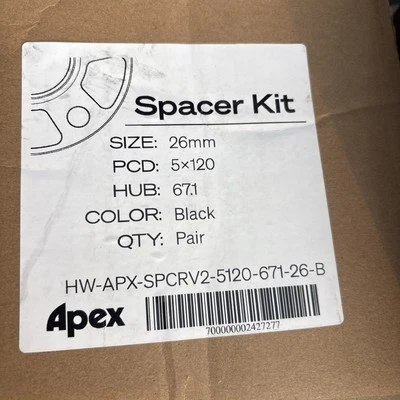 Spacer Kit
SIZE: 26mm
PCD: 5×120
HUB: 67.1
COLOR: Black
QTY: Pair
HW-APX-SPCRV2-5120-671-26-B
Apex
700000002427277